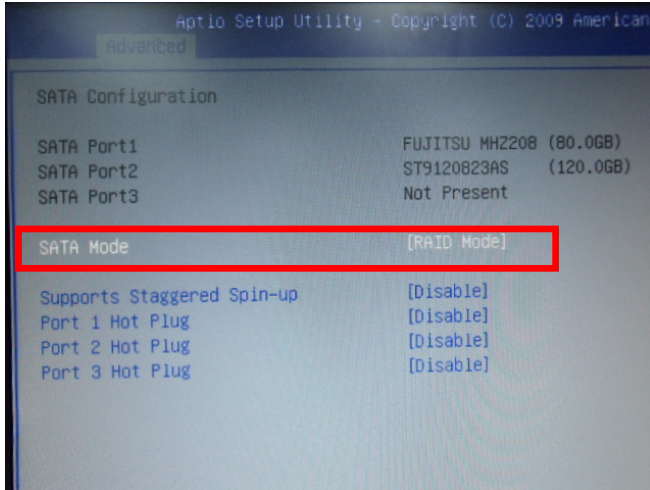 Aptio Setup Utility - Copyright (C) 2009 American
Advanced
SATA Configuration
SATA Port1 FUJITSU MHZ208 (80.0GB)
SATA Port2 ST9120823AS (120.0GB)
SATA Port3 Not Present
SATA Mode [RAID Mode]
Supports Staggered Spin-up [Disable]
Port 1 Hot Plug [Disable]
Port 2 Hot Plug [Disable]
Port 3 Hot Plug [Disable]